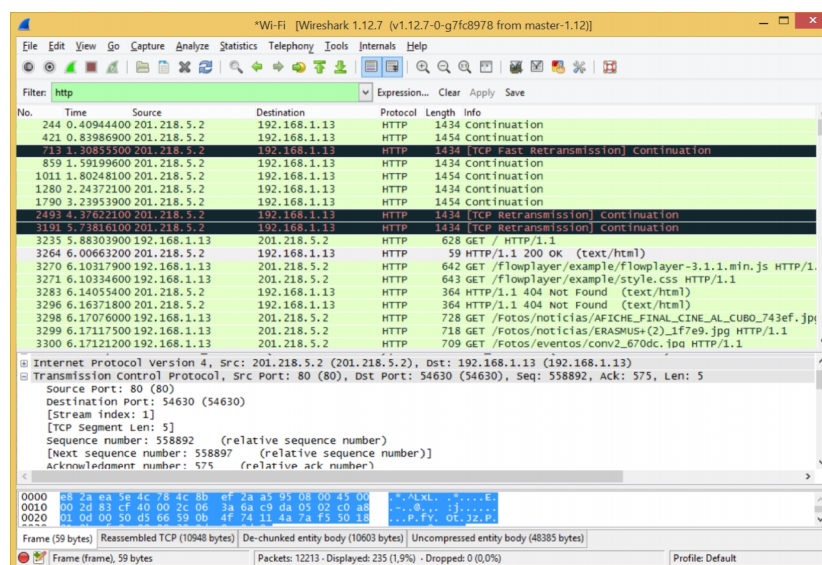 *Wi-Fi [Wireshark 1.12.7 (v1.12.7-0-g7fc8978 from master-1.12)]
File Edit View Go Capture Analyze Statistics Telephony Tools Internals Help
Filter: http Expression... Clear Apply Save
No. Time Source Destination Protocol Length Info
244 0.40944400 201.218.5.2 192.168.1.13 HTTP 1434 Continuation
421 0.83986900 201.218.5.2 192.168.1.13 HTTP 1454 Continuation
713 1.30855500 201.218.5.2 192.168.1.13 HTTP 1434 [TCP Fast Retransmission] Continuation
859 1.59199600 201.218.5.2 192.168.1.13 HTTP 1434 Continuation
1011 1.80248100 201.218.5.2 192.168.1.13 HTTP 1454 Continuation
1280 2.24372100 201.218.5.2 192.168.1.13 HTTP 1454 Continuation
1790 3.23953900 201.218.5.2 192.168.1.13 HTTP 1454 Continuation
2493 4.37622100 201.218.5.2 192.168.1.13 HTTP 1434 [TCP Retransmission] Continuation
3191 5.73816100 201.218.5.2 192.168.1.13 HTTP 1434 [TCP Retransmission] Continuation
3235 5.88303900 192.168.1.13 201.218.5.2 HTTP 628 GET / HTTP/1.1
3264 6.00663200 201.218.5.2 192.168.1.13 HTTP 59 HTTP/1.1 200 OK (text/html)
3270 6.10317900 192.168.1.13 201.218.5.2 HTTP 642 GET /flowplayer/example/flowplayer-3.1.1.min.js HTTP/1.
3271 6.10334600 192.168.1.13 201.218.5.2 HTTP 643 GET /flowplayer/example/style.css HTTP/1.1
3283 6.14055400 201.218.5.2 192.168.1.13 HTTP 364 HTTP/1.1 404 Not Found (text/html)
3296 6.16371800 201.218.5.2 192.168.1.13 HTTP 364 HTTP/1.1 404 Not Found (text/html)
3298 6.17076000 192.168.1.13 201.218.5.2 HTTP 728 GET /Fotos/noticias/AFICHE_FINAL_CINE_AL_CUBO_743ef.jpg
3299 6.17117500 192.168.1.13 201.218.5.2 HTTP 718 GET /Fotos/noticias/ERASMUS+(2)_1f7e9.jpg HTTP/1.1
3300 6.17121200 192.168.1.13 201.218.5.2 HTTP 709 GET /Fotos/eventos/conv2_670dc.jpg HTTP/1.1
Internet Protocol Version 4, Src: 201.218.5.2 (201.218.5.2), Dst: 192.168.1.13 (192.168.1.13)
Transmission Control Protocol, Src Port: 80 (80), Dst Port: 54630 (54630), Seq: 558892, Ack: 575, Len: 5
Source Port: 80 (80)
Destination Port: 54630 (54630)
[Stream index: 1]
[TCP Segment Len: 5]
Sequence number: 558892 (relative sequence number)
[Next sequence number: 558897 (relative sequence number)]
Acknowledgment number: 575 (relative ack number)
0000 e8 2a ea 5e 4c 78 4c 8b ef 2a a5 95 08 00 45 00 .*.^LxL. .*....E.
0010 00 2d 83 cf 40 00 2c 06 3a 6a c9 da 05 02 c0 a8 .-..@.,. :j......
0020 01 0d 00 50 d5 66 59 0b 4f 74 11 4a 7a f5 50 18 ...P.fY. Ot.Jz.P.
Frame (59 bytes) Reassembled TCP (10948 bytes) De-chunked entity body (10603 bytes) Uncompressed entity body (48385 bytes)
Frame (frame), 59 bytes Packets: 12213 · Displayed: 235 (1,9%) · Dropped: 0 (0,0%) Profile: Default